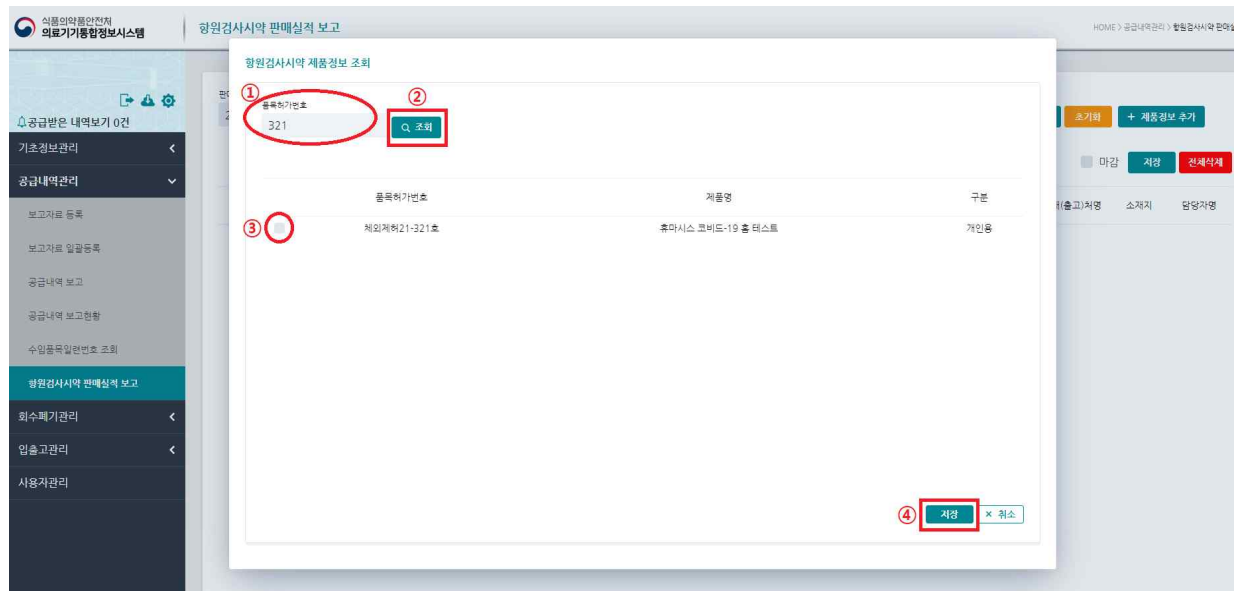 식품의약품안전처
의료기기통합정보시스템
항원검사시약 판매실적 보고
HOME > 공급내역관리 > 항원검사시약 판매실
공급받은 내역보기 0건
기초정보관리
공급내역관리
보고자료 등록
보고자료 일괄등록
공급내역 보고
공급내역 보고현황
수입품목일련번호 조회
항원검사시약 판매실적 보고
회수폐기관리
입출고관리
사용자관리
항원검사시약 제품정보 조회
①
품목허가번호
321
②
조회
초기화
+ 제품정보 추가
마감
저장
전체삭제
품목허가번호 제품명 구분
(출고)처명 소재지 담당자명
③
체외제허21-321호 휴마시스 코비드-19 홈 테스트 개인용
④
저장
× 취소